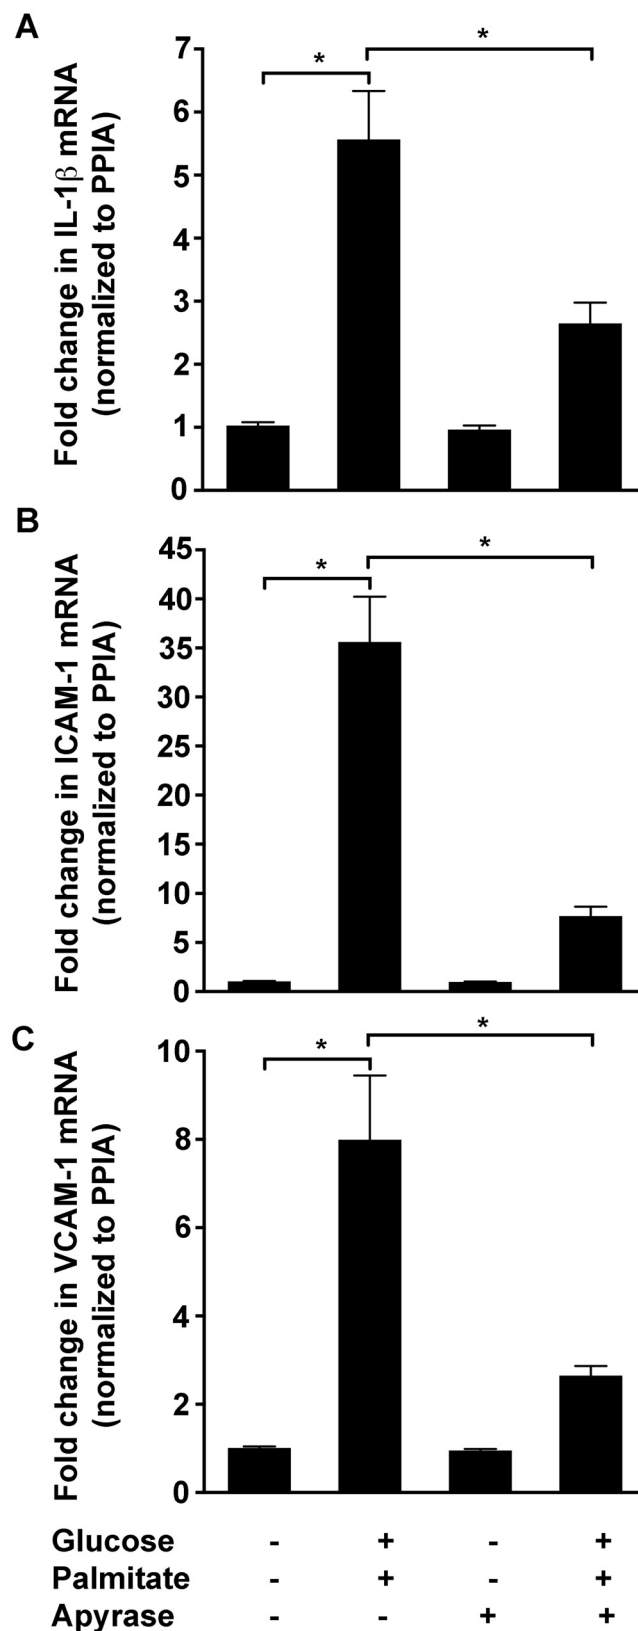 A
Fold change in IL-1β mRNA
(normalized to PPIA)
7
6
5
4
3
2
1
0
*
*
B
Fold change in ICAM-1 mRNA
(normalized to PPIA)
45
40
35
30
25
20
15
10
5
0
*
*
C
Fold change in VCAM-1 mRNA
(normalized to PPIA)
10
8
6
4
2
0
*
*
Glucose - + - +
Palmitate - + - +
Apyrase - - + +